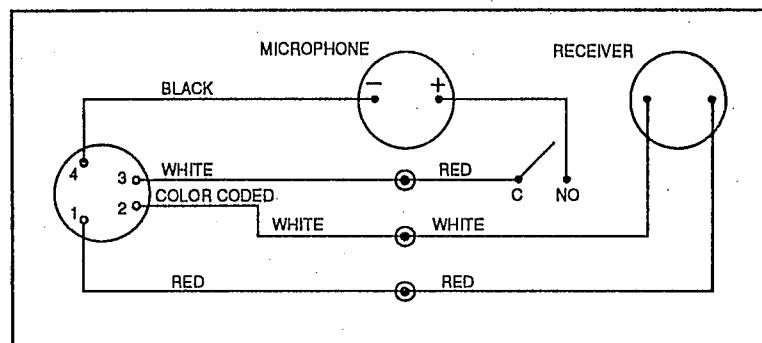 MICROPHONE
RECEIVER
BLACK
− +
4
3
WHITE
RED
C
NO
2
COLOR CODED
1
WHITE
WHITE
RED
RED